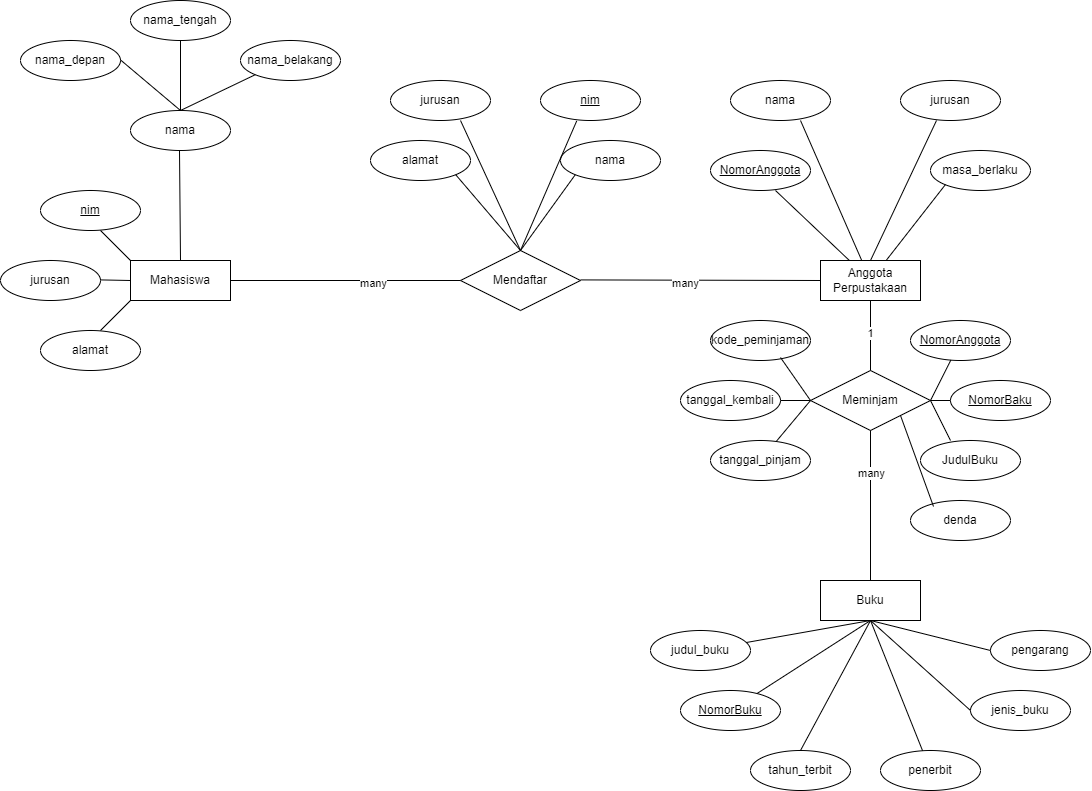 nama_tengah
nama_depan
nama_belakang
nama
nim
jurusan
alamat
Mahasiswa
many
jurusan
nim
alamat
nama
Mendaftar
many
nama
jurusan
NomorAnggota
masa_berlaku
Anggota
Perpustakaan
1
kode_peminjaman
NomorAnggota
tanggal_kembali
Meminjam
NomorBaku
tanggal_pinjam
JudulBuku
many
denda
Buku
judul_buku
pengarang
NomorBuku
jenis_buku
tahun_terbit
penerbit